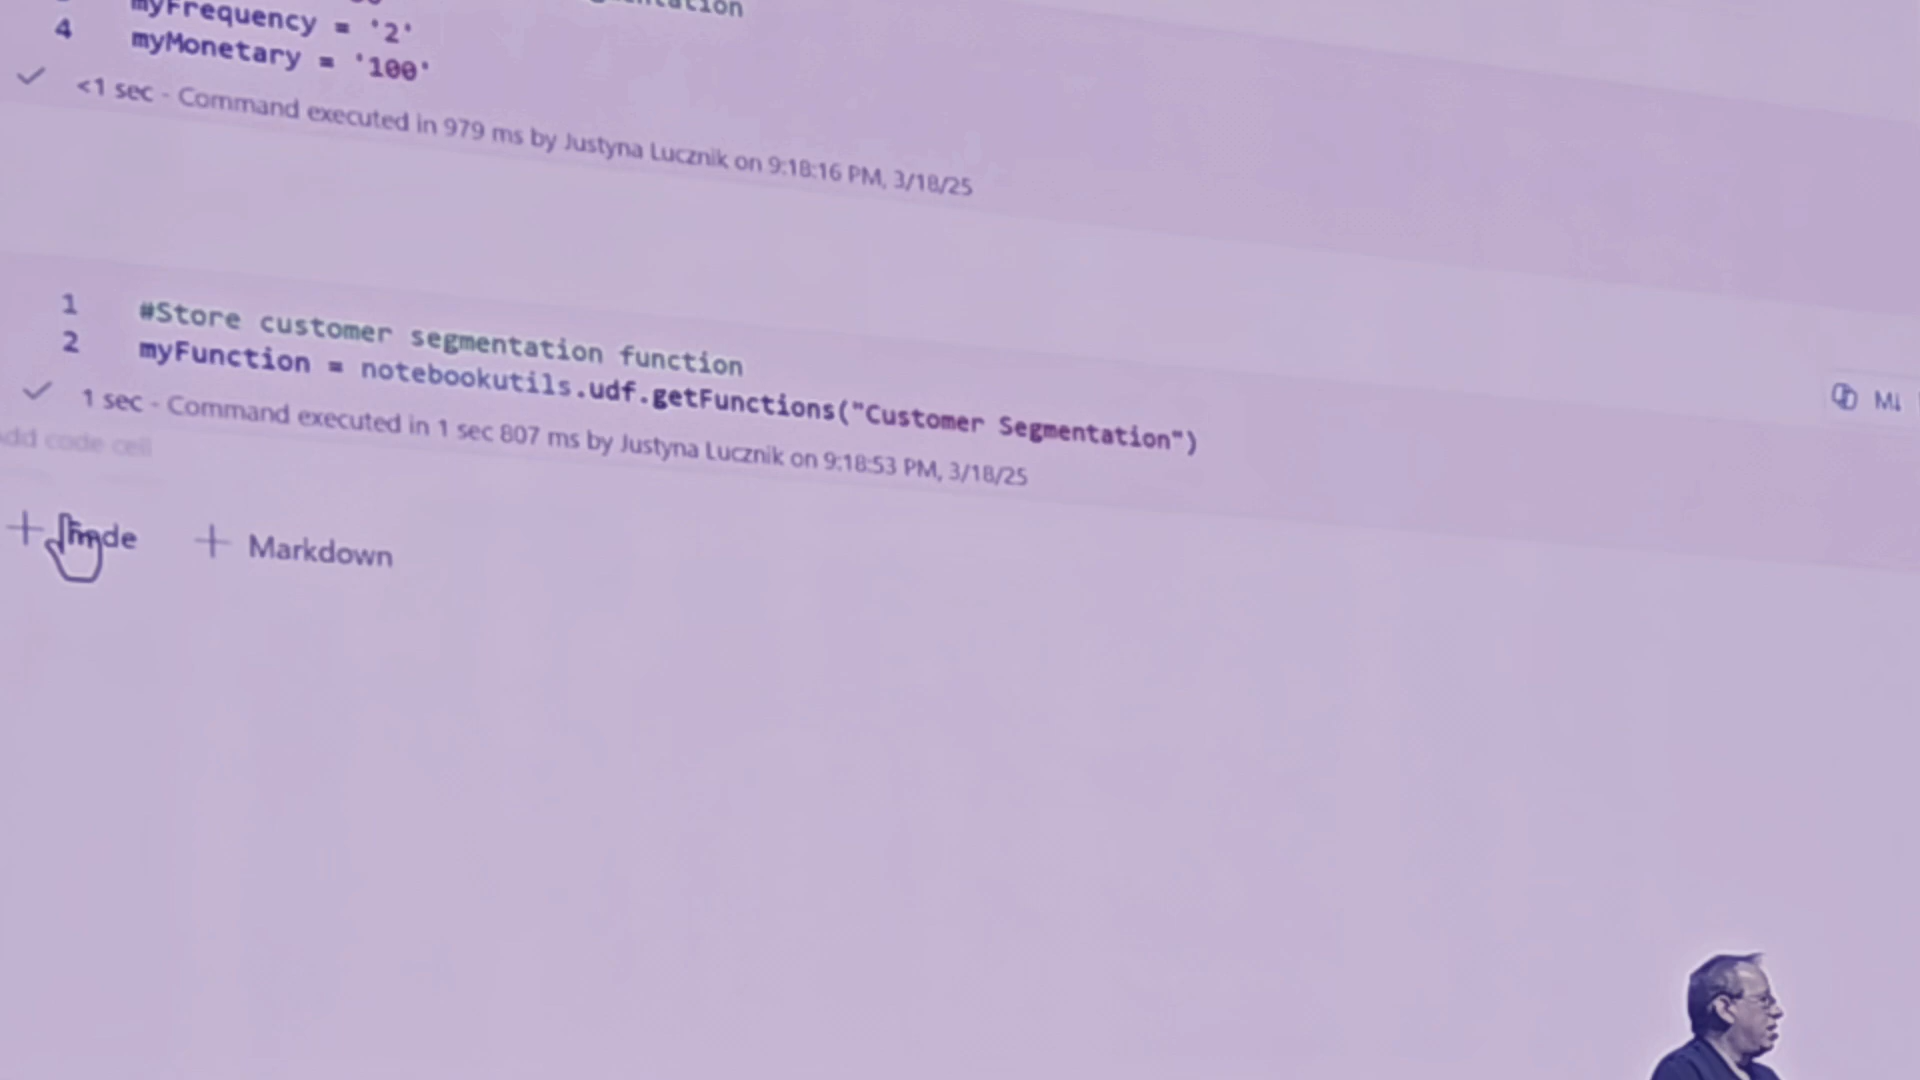 myFrequency = '2'
4 myMonetary = '100'
<1 sec - Command executed in 979 ms by Justyna Lucznik on 9:18:16 PM, 3/18/25
1 #Store customer segmentation function
2 myFunction = notebookutils.udf.getFunctions("Customer Segmentation")
1 sec - Command executed in 1 sec 807 ms by Justyna Lucznik on 9:18:53 PM, 3/18/25
code cell
+ Markdown
M↓